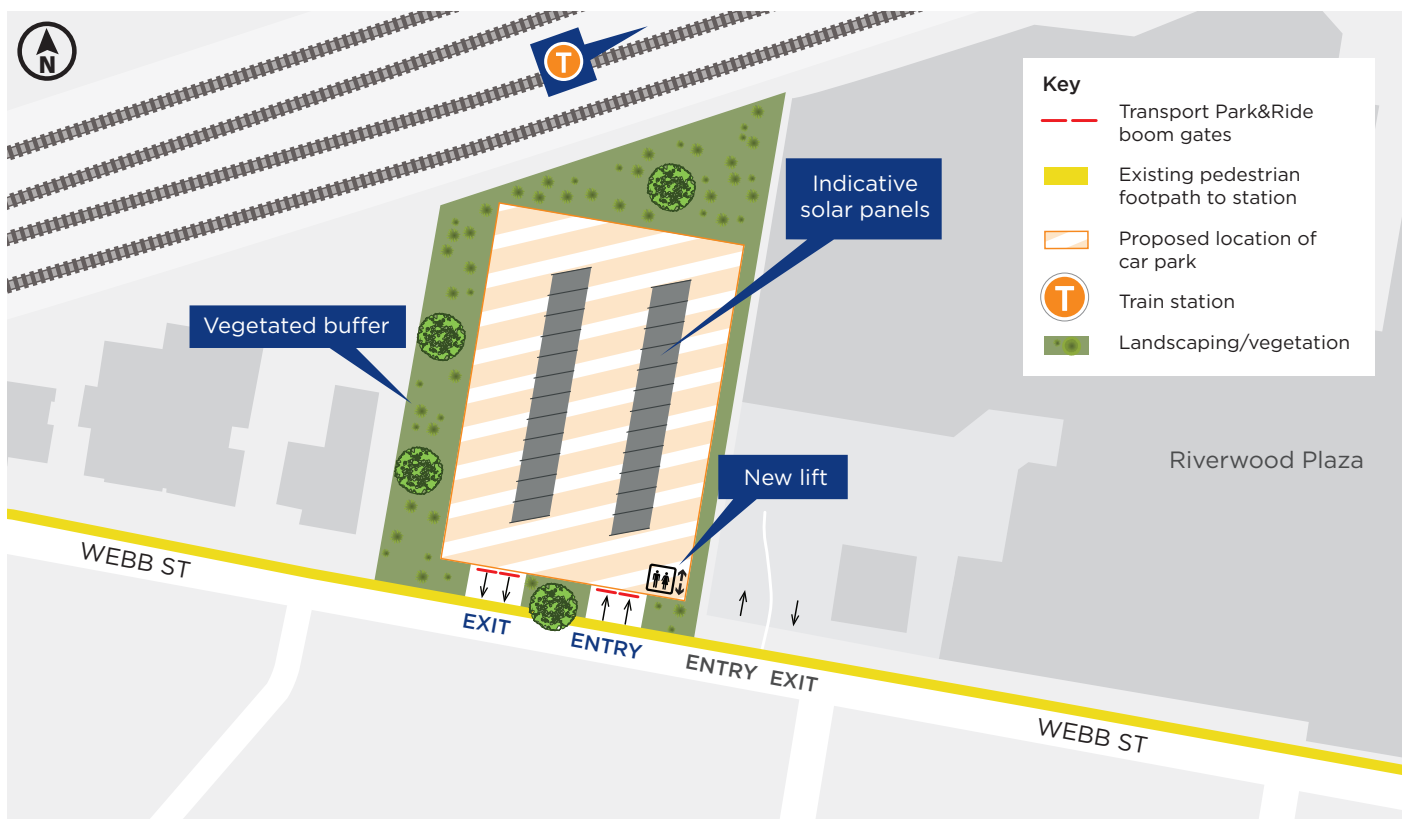 N
T
Key
Transport Park&Ride
boom gates
Existing pedestrian
footpath to station
Proposed location of
car park
T
Train station
Landscaping/vegetation
Indicative
solar panels
Vegetated buffer
New lift
Riverwood Plaza
WEBB ST
EXIT
ENTRY
ENTRY EXIT
WEBB ST